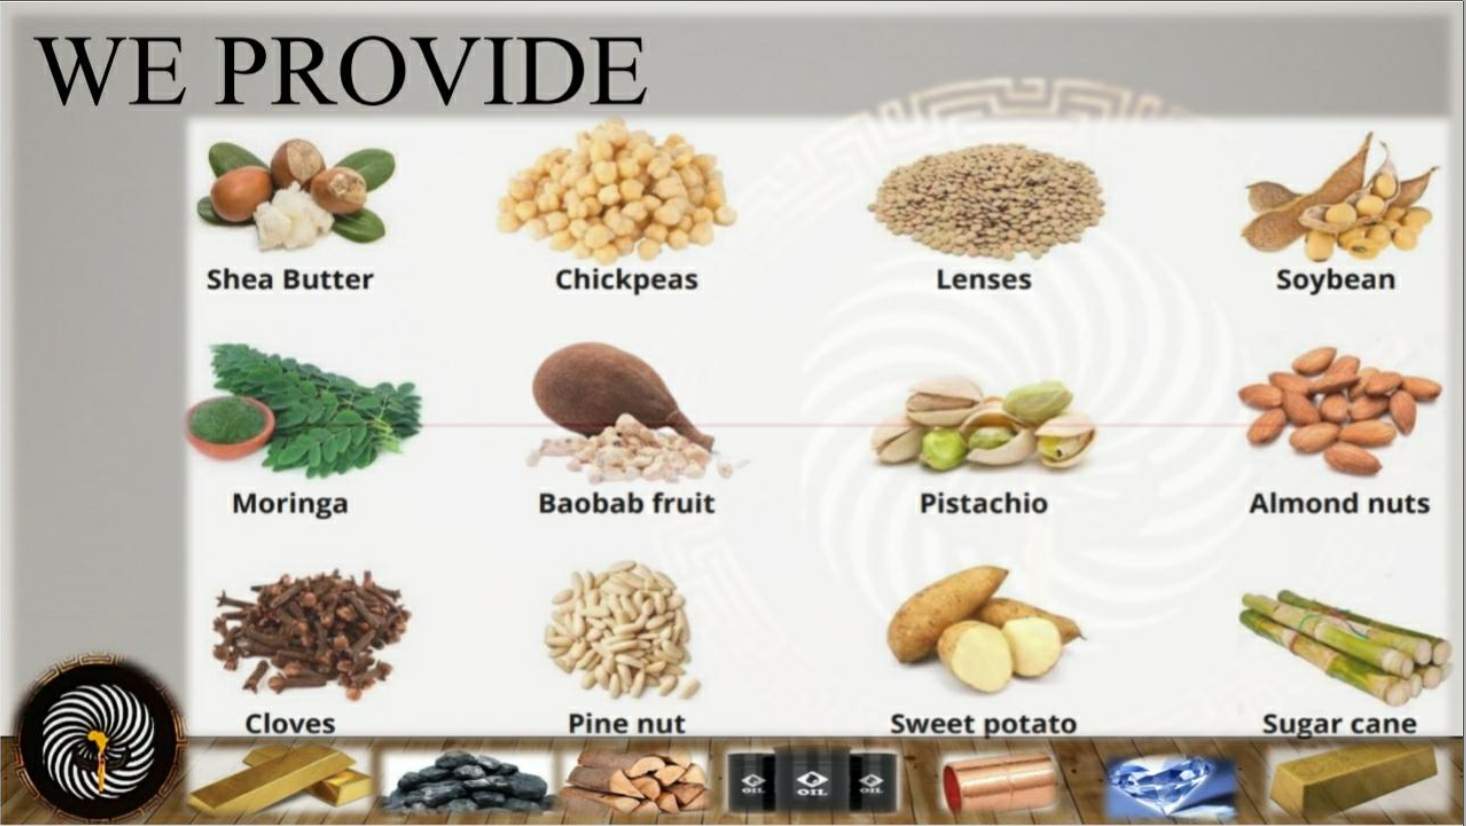 WE PROVIDE
Shea Butter Chickpeas Lenses Soybean
Moringa Baobab fruit Pistachio Almond nuts
Cloves Pine nut Sweet potato Sugar cane
OIL OIL OIL